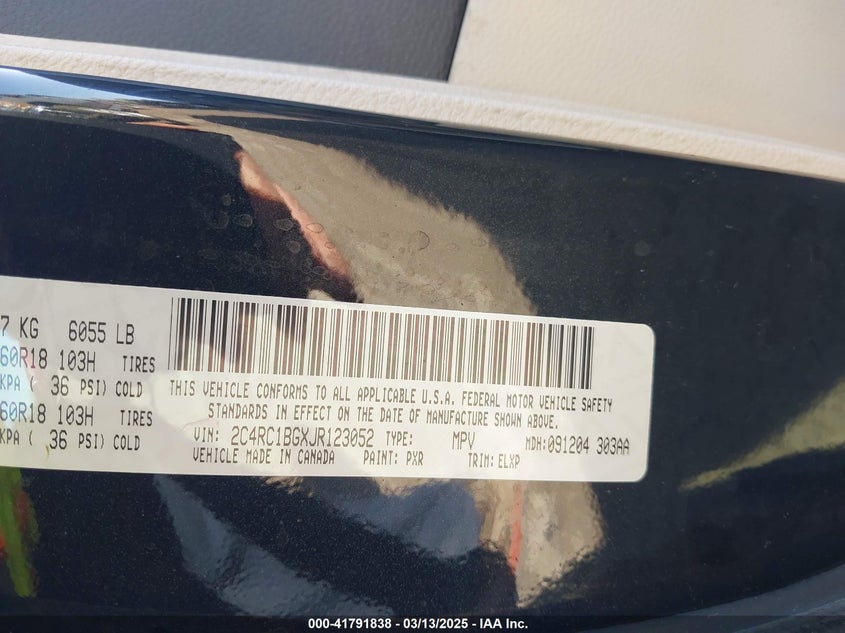 7 KG 6055 LB
60R18 103H TIRES
KPA ( 36 PSI) COLD
60R18 103H TIRES
KPA ( 36 PSI) COLD
THIS VEHICLE CONFORMS TO ALL APPLICABLE U.S.A. FEDERAL MOTOR VEHICLE SAFETY
STANDARDS IN EFFECT ON THE DATE OF MANUFACTURE SHOWN ABOVE.
VIN: 2C4RC1BGXJR123052 TYPE: MPV MDH:091204 303AA
VEHICLE MADE IN CANADA PAINT: PXR TRIM: ELXP
000-41791838 - 03/13/2025 - IAA Inc.